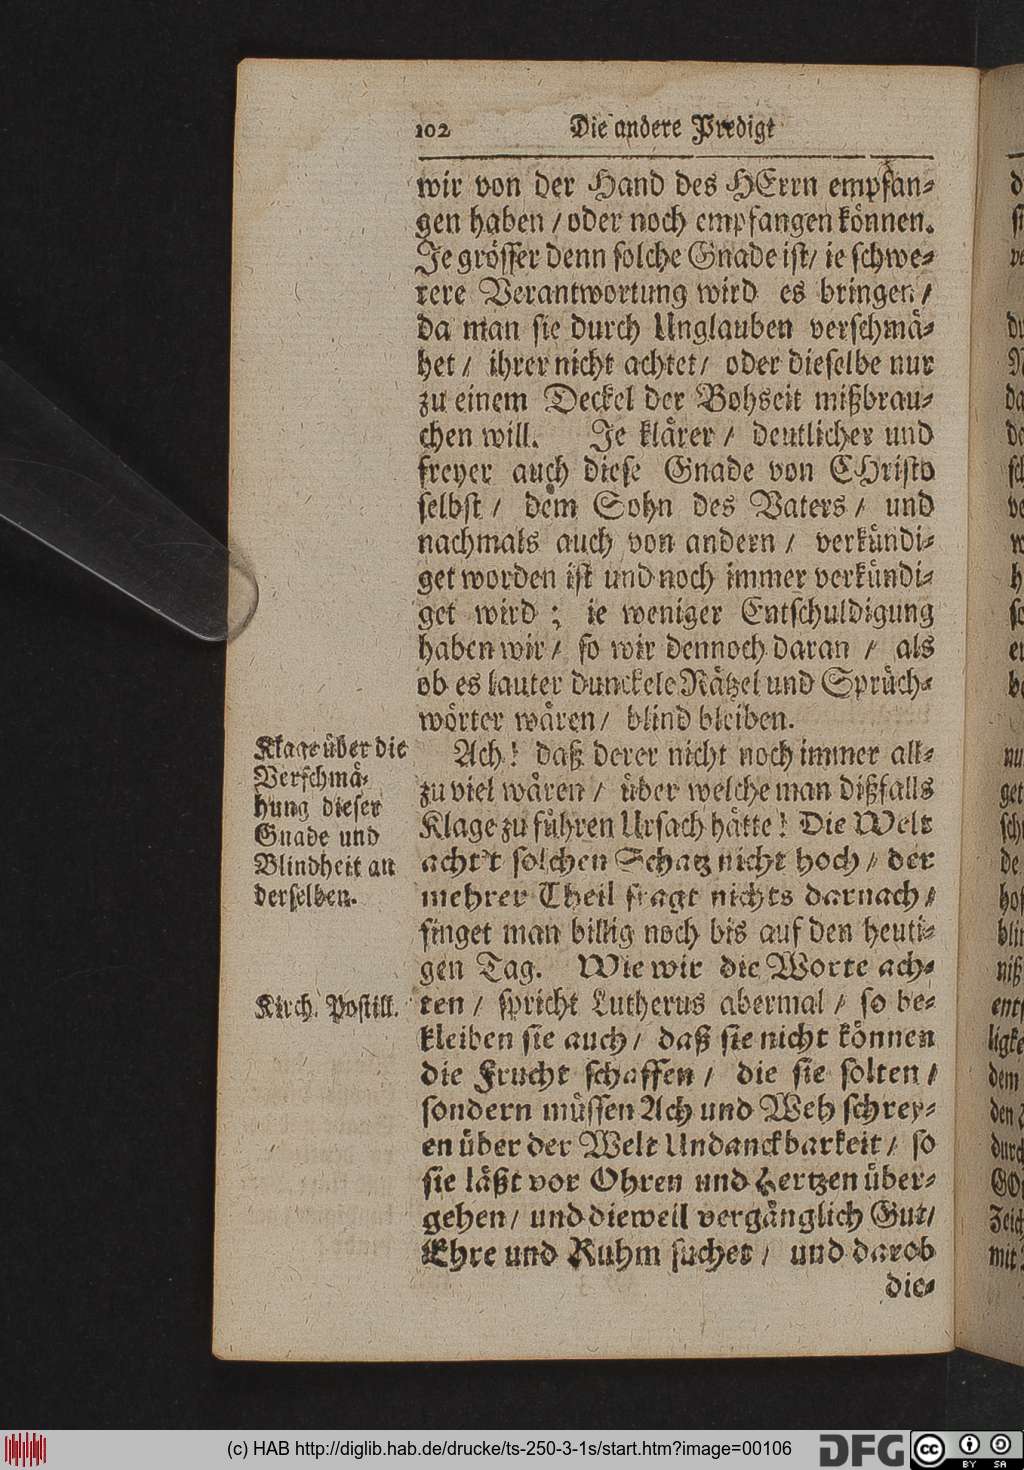 102 Die andere Predigt
wir von der Hand des HErrn empfan-
gen haben / oder noch empfangen können.
Je grösser denn solche Gnade ist / ie schwe-
rere Verantwortung wird es bringen /
da man sie durch Unglauben verschmä-
het / ihrer nicht achtet / oder dieselbe nur
zu einem Deckel der Bohseit mißbrau-
chen will. Je klärer / deutlicher und
freyer auch diese Gnade von CHristo
selbst / dem Sohn des Vaters / und
nachmals auch von andern / verkündi-
get worden ist und noch immer verkündi-
get wird ; ie weniger Entschuldigung
haben wir / so wir dennoch daran / als
ob es lauter dunckele Rätzel und Sprüch-
wörter wären / blind bleiben.
Klage über die
Verschmä-
hung dieser
Gnade und
Blindheit an
derselben.
Ach! daß derer nicht noch immer all-
zu viel wären / über welche man dißfalls
Klage zu führen Ursach hätte! Die Welt
acht't solchen Schatz nicht hoch / der
mehrer Theil fragt nichts darnach /
singet man billig noch bis auf den heuti-
gen Tag. Wie wir die Worte ach-
Kirch. Postill.
ten / spricht Lutherus abermal / so be-
kleiben sie auch / daß sie nicht können
die Frucht schaffen / die sie solten /
sondern müssen Ach und Weh schrey-
en über der Welt Undanckbarkeit / so
sie läßt vor Ohren und Hertzen über-
gehen / und dieweil vergänglich Gut /
Ehre und Ruhm suchet / und darob
die-
(c) HAB http://diglib.hab.de/drucke/ts-250-3-1s/start.htm?image=00106
DFG
cc BY SA